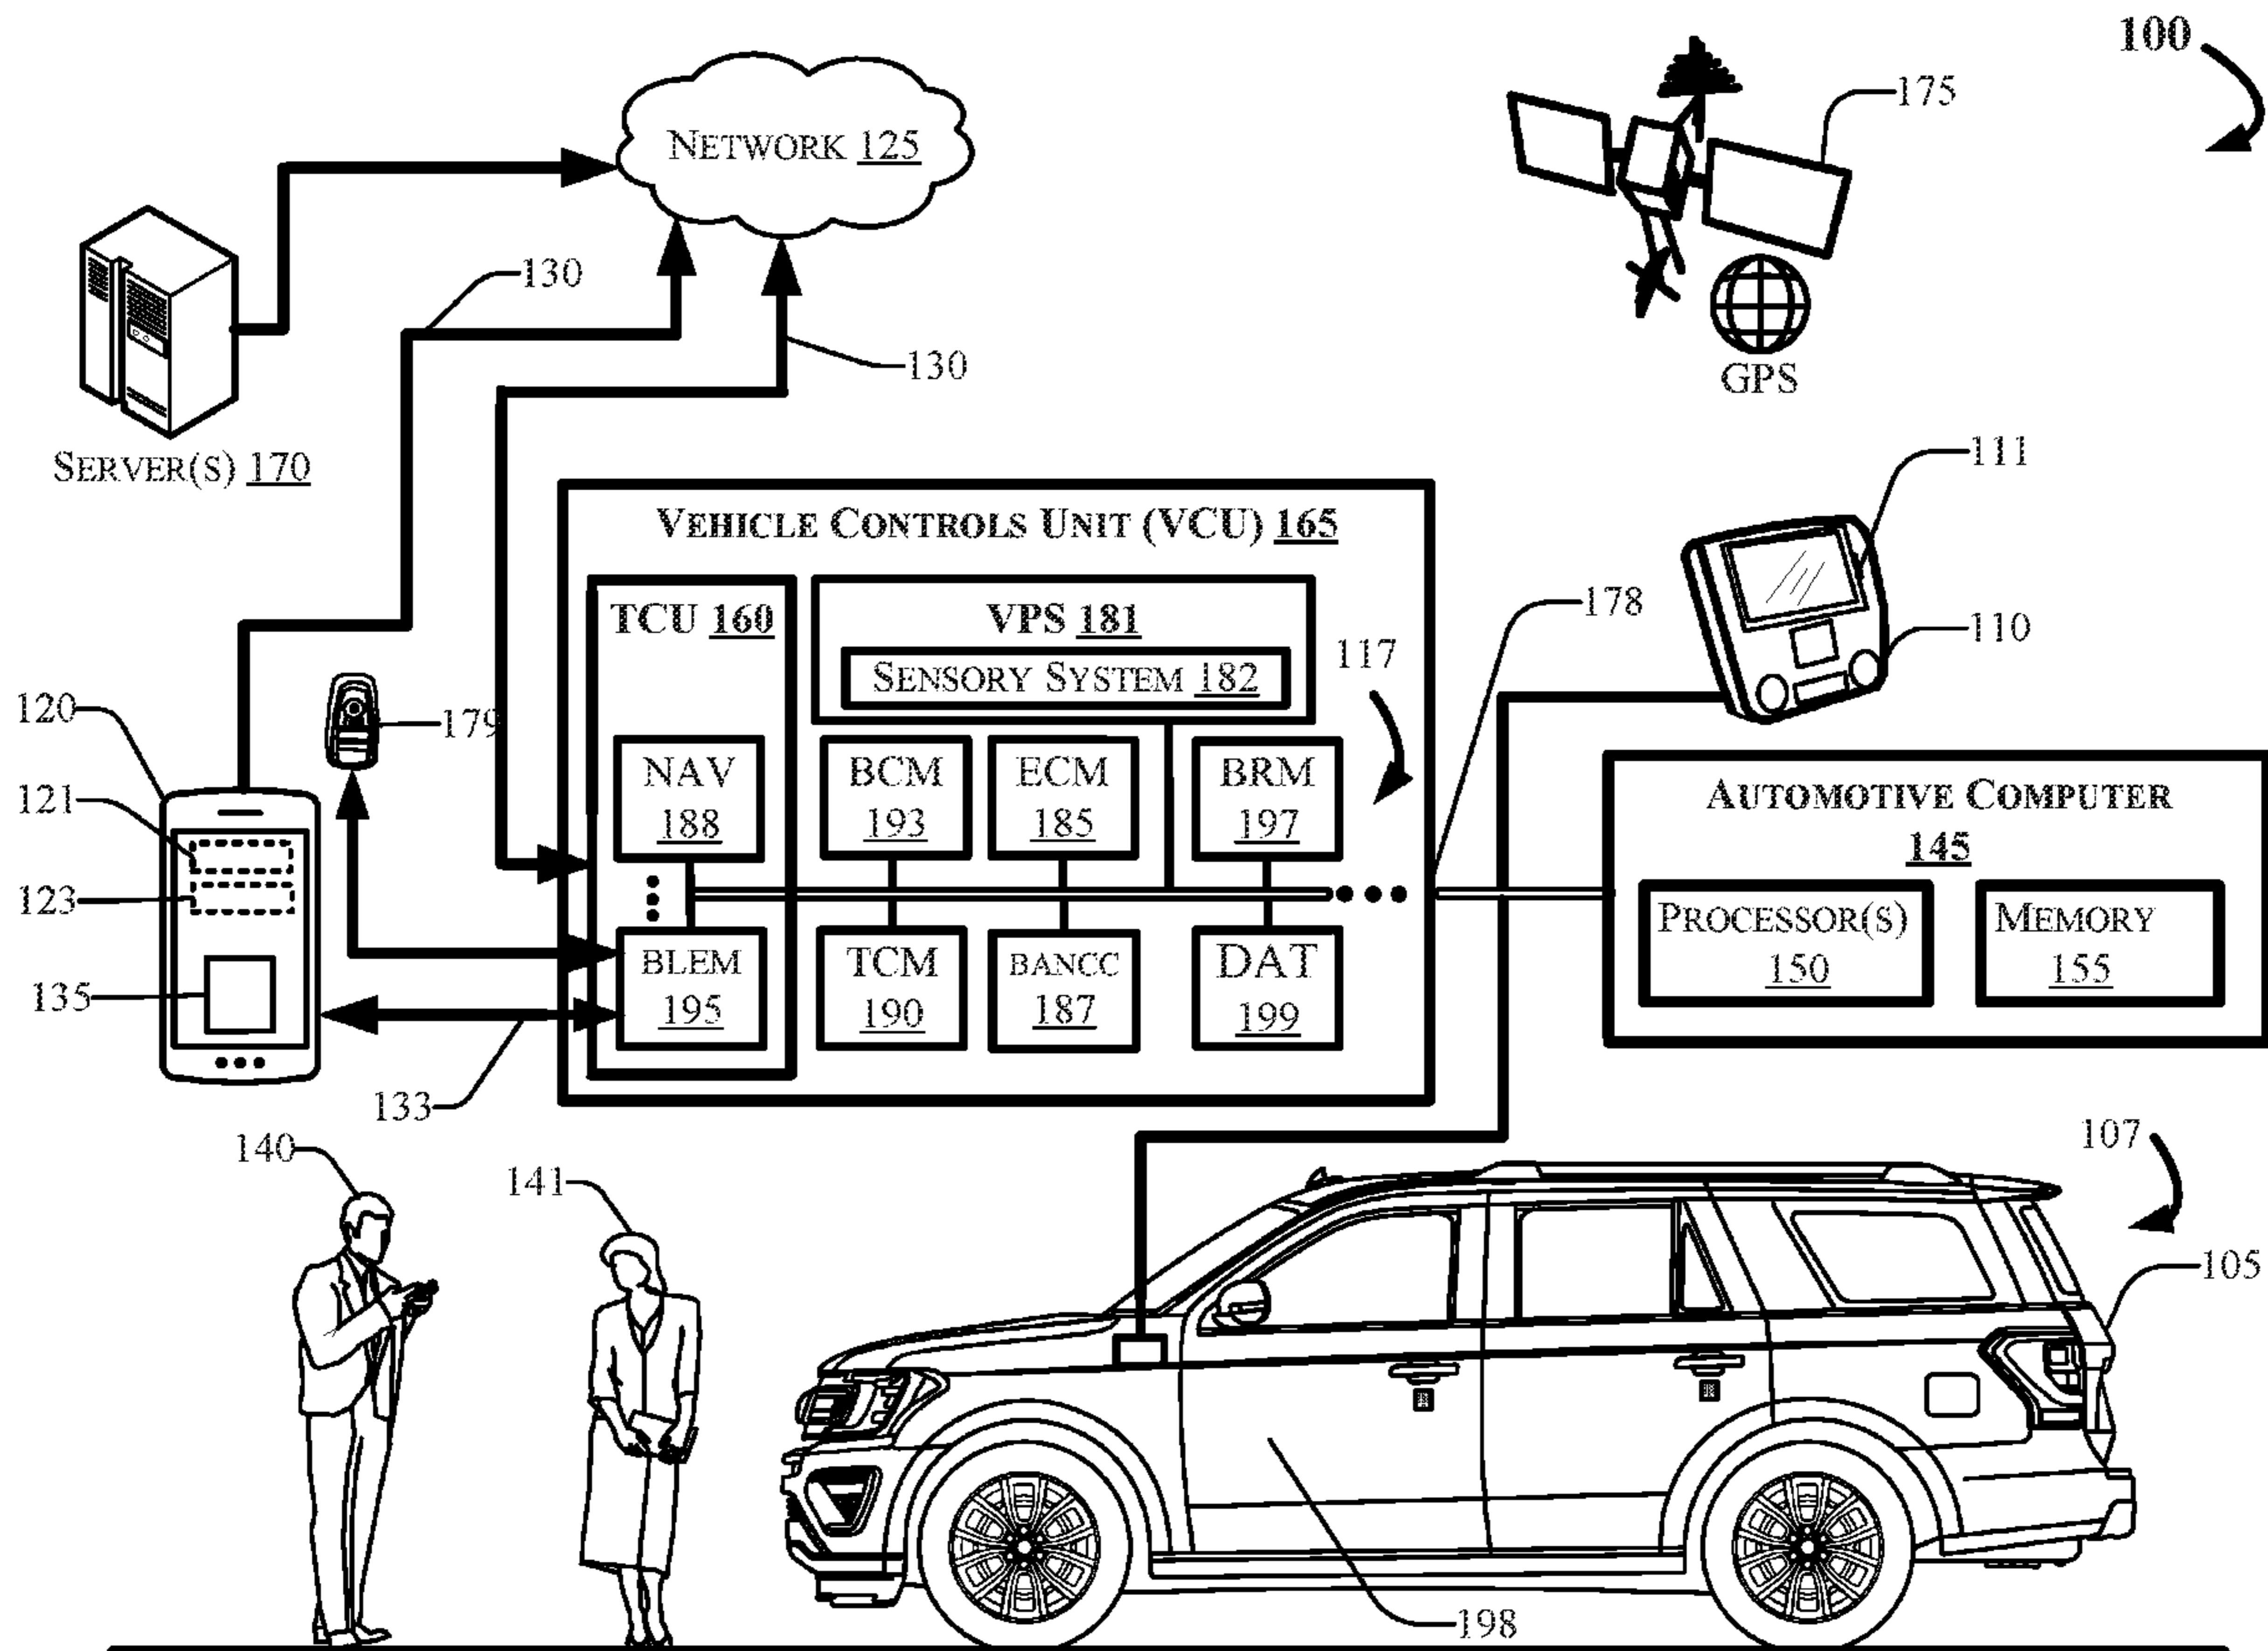 100
175
NETWORK 125
130
130
GPS
SERVER(S) 170
111
110
VEHICLE CONTROLS UNIT (VCU) 165
178
117
TCU 160
VPS 181
SENSORY SYSTEM 182
120
179
121
123
135
NAV
188
BCM
193
ECM
185
BRM
197
BLEM
195
TCM
190
BANCC
187
DAT
199
AUTOMOTIVE COMPUTER
145
PROCESSOR(S)
150
MEMORY
155
133
140
141
107
105
198